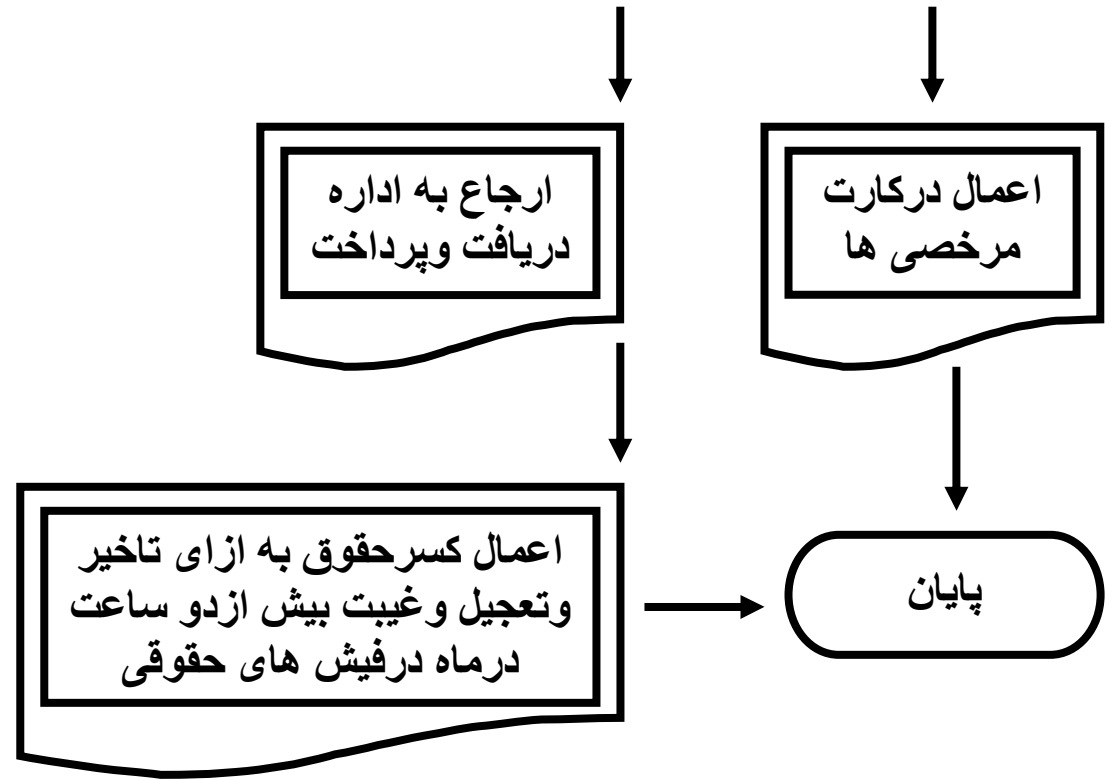 اعمال درکارت
مرخصی ها
ارجاع به اداره
دریافت وپرداخت
اعمال کسرحقوق به ازای تاخیر
وتعجیل وغیبت بیش ازدو ساعت
درماه درفیش های حقوقی
پایان